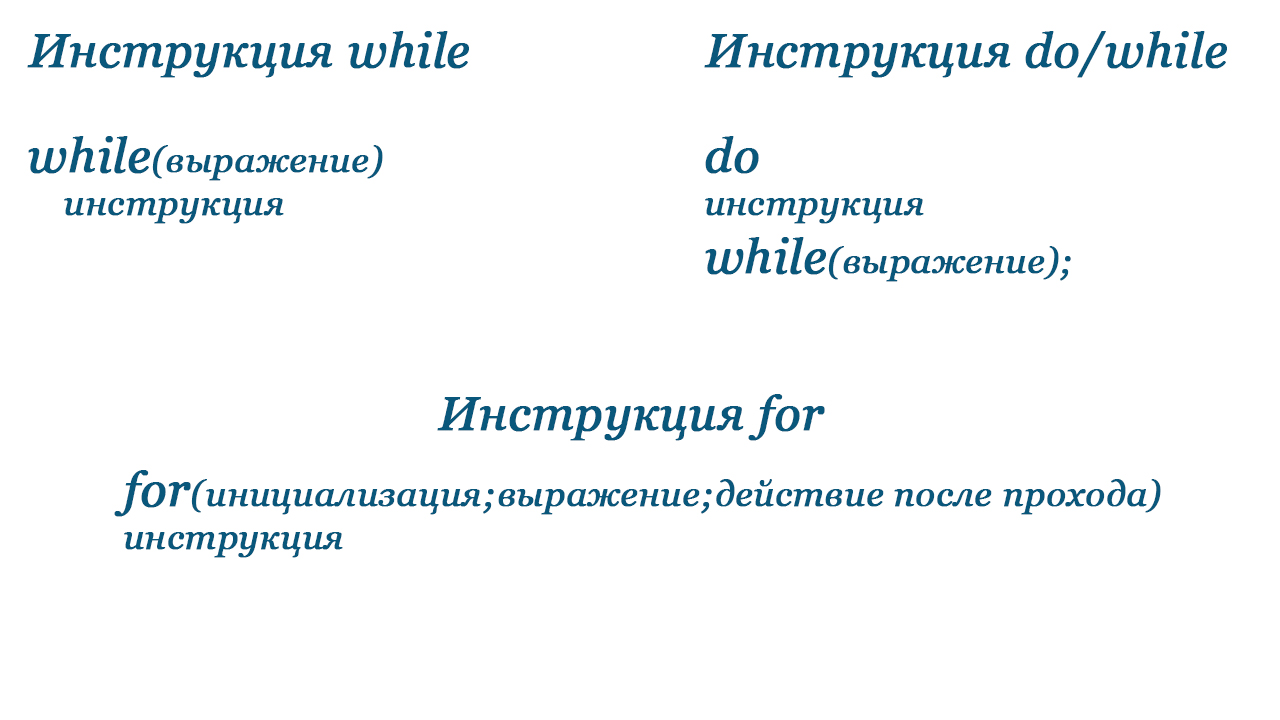 Инструкция while
while(выражение)
инструкция
Инструкция do/while
do
инструкция
while(выражение);
Инструкция for
for(инициализация;выражение;действие после прохода)
инструкция